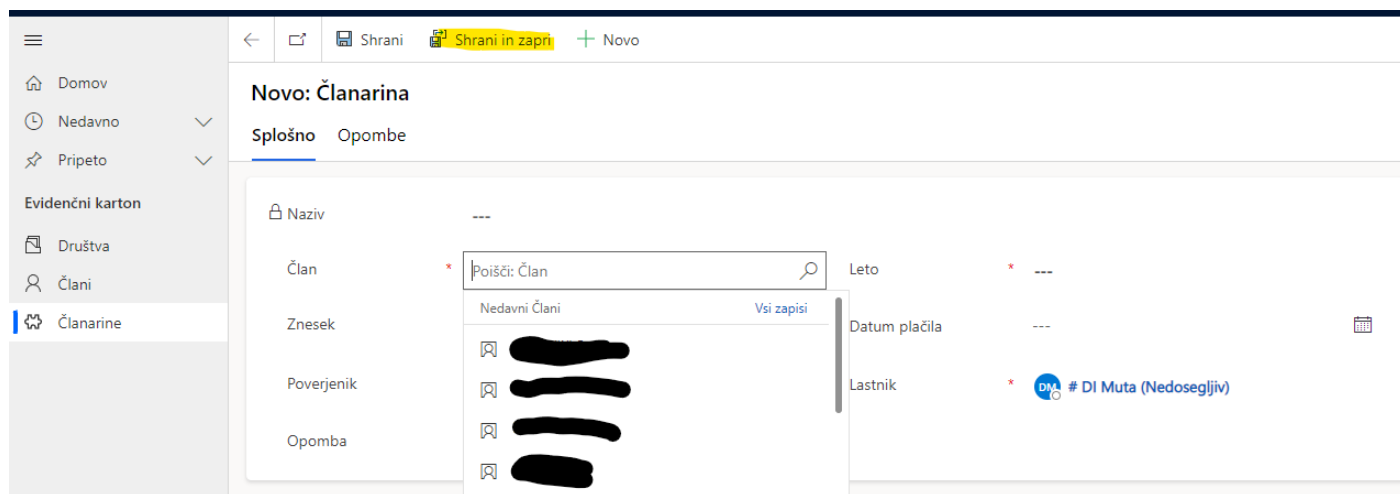 Shrani Shrani in zapri Novo
Domov
Nedavno
Pripeto
Evidenčni karton
Društva
Člani
Članarine
Novo: Članarina
Splošno Opombe
Naziv ---
Član * Poišči: Član Leto * ---
Nedavni Člani Vsi zapisi
Znesek Datum plačila ---
Poverjenik Lastnik * DM # DI Muta (Nedosegljiv)
Opomba